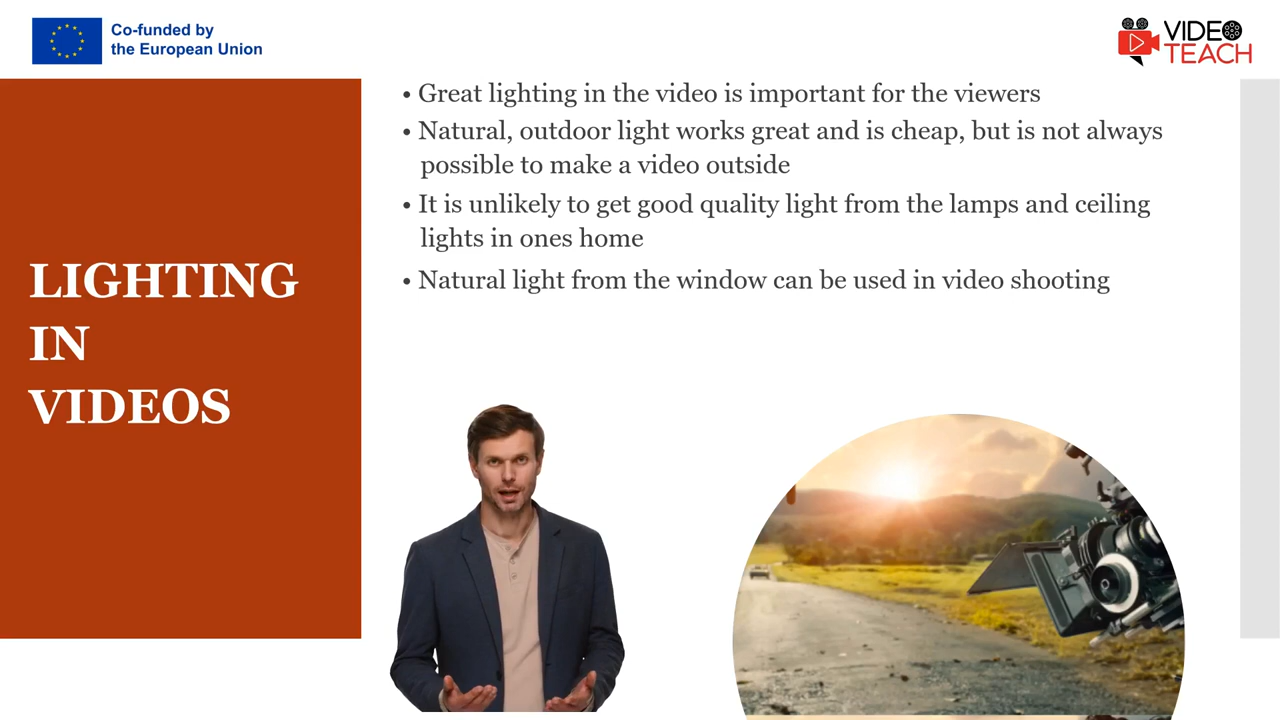 Co-funded by
the European Union
VIDEO
TEACH
LIGHTING
IN
VIDEOS
• Great lighting in the video is important for the viewers
• Natural, outdoor light works great and is cheap, but is not always
possible to make a video outside
• It is unlikely to get good quality light from the lamps and ceiling
lights in ones home
• Natural light from the window can be used in video shooting